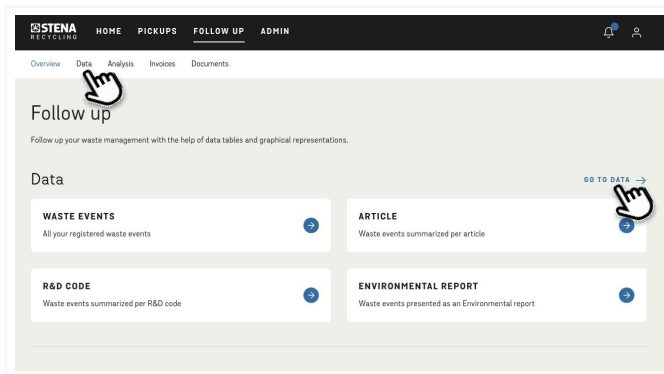 STENA
RECYCLING
HOME PICKUPS FOLLOW UP ADMIN
Overview Data Analysis Invoices Documents
Follow up
Follow up your waste management with the help of data tables and graphical representations.
Data
GO TO DATA
WASTE EVENTS
All your registered waste events
ARTICLE
Waste events summarized per article
R&D CODE
Waste events summarized per R&D code
ENVIRONMENTAL REPORT
Waste events presented as an Environmental report